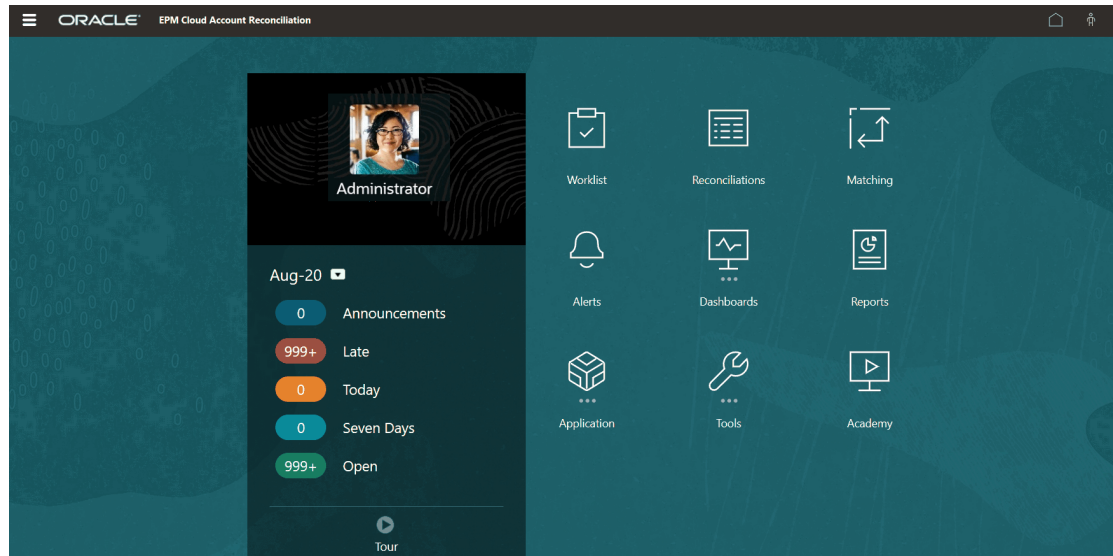 ORACLE EPM Cloud Account Reconciliation
Administrator
Aug-20
0 Announcements
999+ Late
0 Today
0 Seven Days
999+ Open
Tour
Worklist Reconciliations Matching
Alerts Dashboards Reports
Application Tools Academy